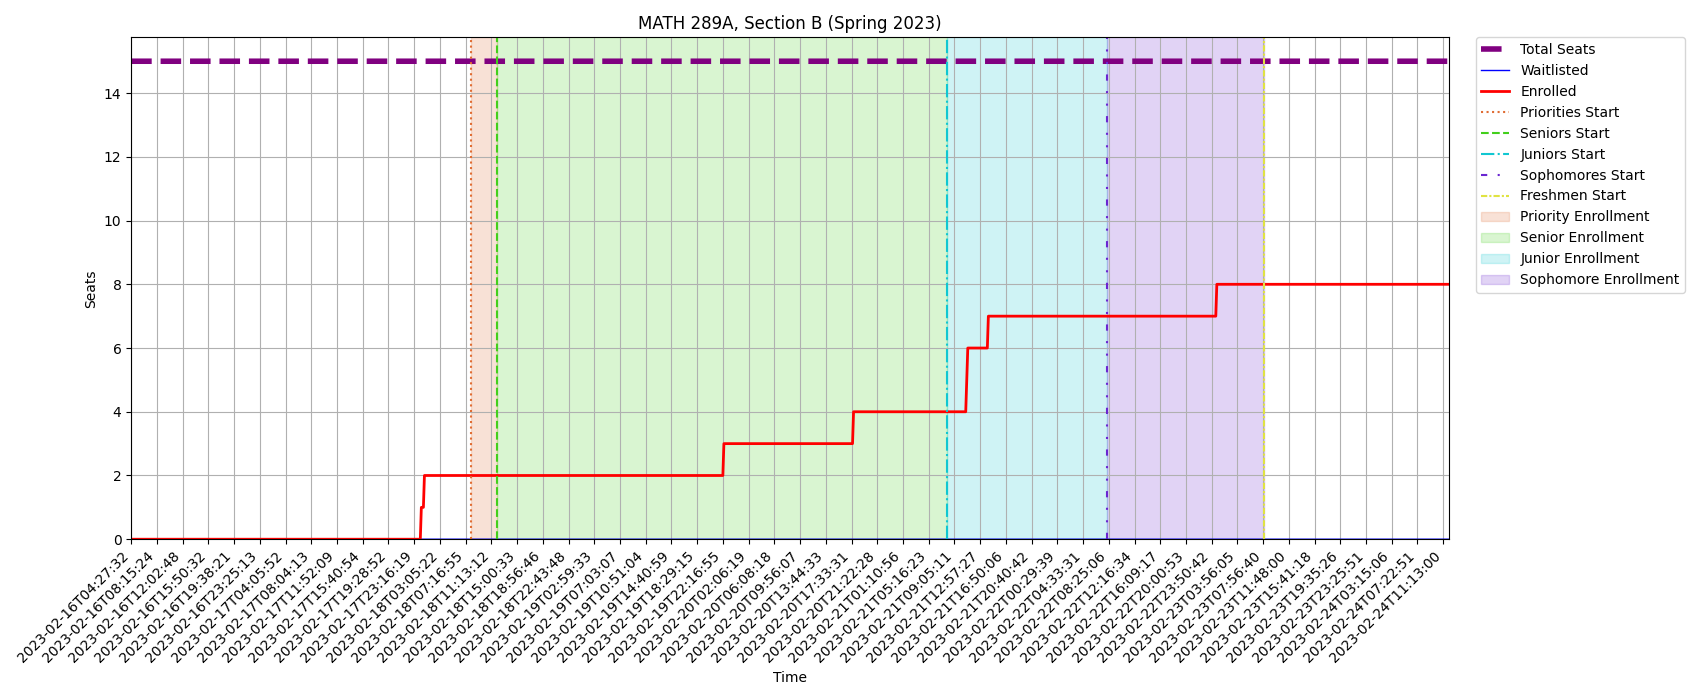 MATH 289A, Section B (Spring 2023)
Seats
14
12
10
8
6
4
2
0
2023-02-16T04:27:32
2023-02-16T08:15:24
2023-02-16T12:02:48
2023-02-16T15:50:32
2023-02-16T19:38:21
2023-02-16T23:25:13
2023-02-17T04:05:52
2023-02-17T08:04:13
2023-02-17T11:52:09
2023-02-17T15:40:54
2023-02-17T19:28:52
2023-02-17T23:16:19
2023-02-18T03:05:22
2023-02-18T07:16:55
2023-02-18T11:13:12
2023-02-18T15:00:33
2023-02-18T18:56:46
2023-02-18T22:43:48
2023-02-19T02:59:33
2023-02-19T07:03:07
2023-02-19T10:51:04
2023-02-19T14:40:59
2023-02-19T18:29:15
2023-02-19T22:16:55
2023-02-20T02:06:19
2023-02-20T06:08:18
2023-02-20T09:56:07
2023-02-20T13:44:33
2023-02-20T17:33:31
2023-02-20T21:22:28
2023-02-21T01:10:56
2023-02-21T05:16:23
2023-02-21T09:05:11
2023-02-21T12:57:27
2023-02-21T16:50:06
2023-02-21T20:40:42
2023-02-22T00:29:39
2023-02-22T04:33:31
2023-02-22T08:25:06
2023-02-22T12:16:34
2023-02-22T16:09:17
2023-02-22T20:00:53
2023-02-22T23:50:42
2023-02-23T03:56:05
2023-02-23T07:56:40
2023-02-23T11:48:00
2023-02-23T15:41:18
2023-02-23T19:35:26
2023-02-23T23:25:51
2023-02-24T03:15:06
2023-02-24T07:22:51
2023-02-24T11:13:00
Time
Total Seats
Waitlisted
Enrolled
Priorities Start
Seniors Start
Juniors Start
Sophomores Start
Freshmen Start
Priority Enrollment
Senior Enrollment
Junior Enrollment
Sophomore Enrollment